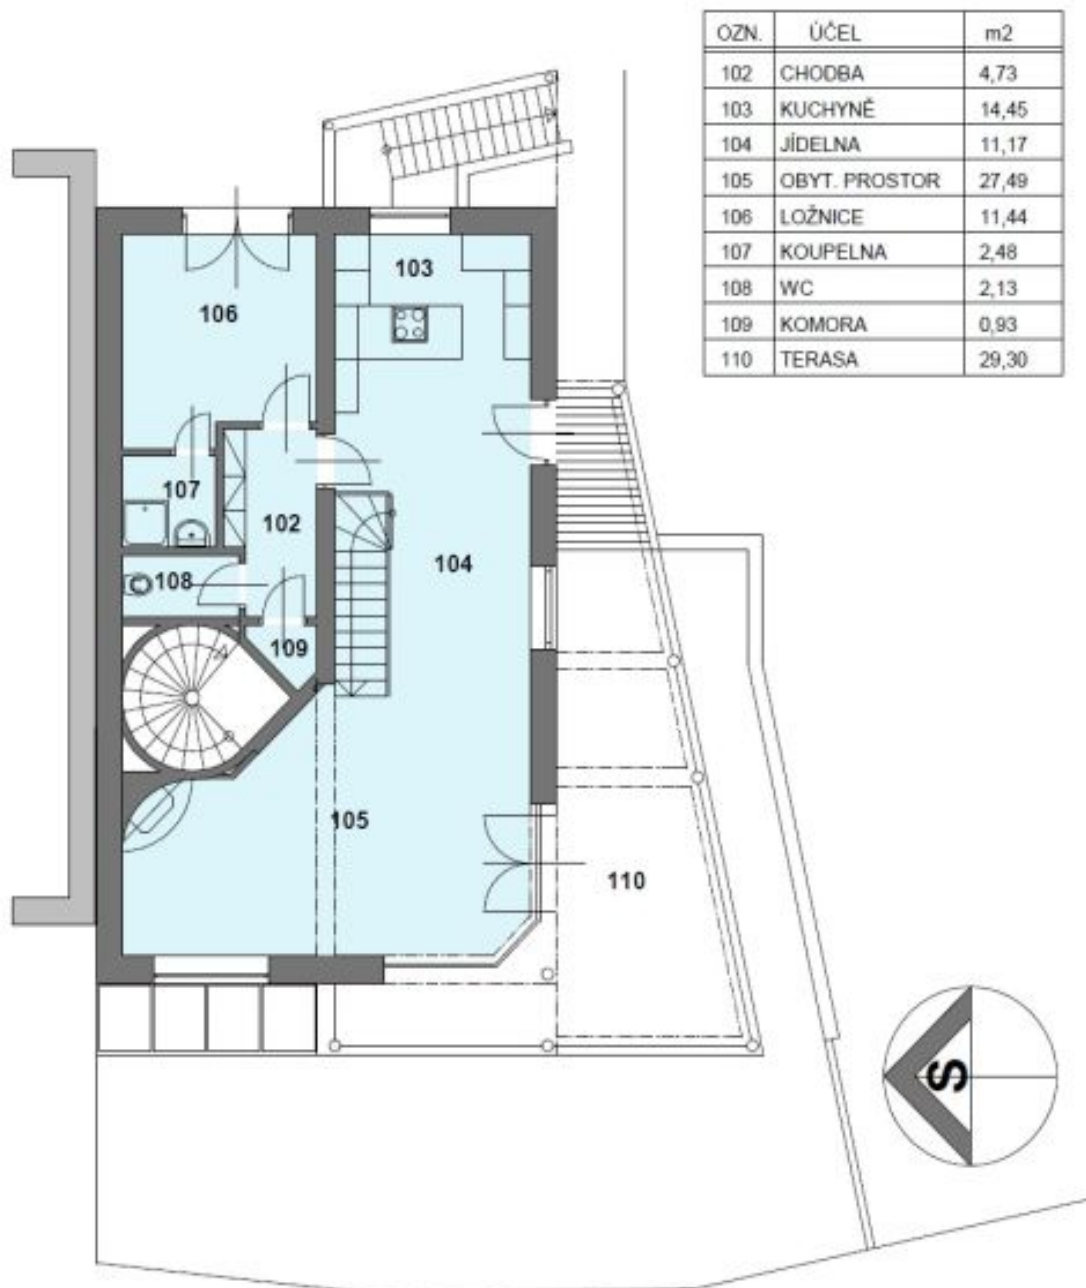 OZN. ÚČEL m2
102 CHODBA 4,73
103 KUCHYNĚ 14,45
104 JÍDELNA 11,17
105 OBYT. PROSTOR 27,49
106 LOŽNICE 11,44
107 KOUPELNA 2,48
108 WC 2,13
109 KOMORA 0,93
110 TERASA 29,30
103
106
107
102
104
108
109
105
110
S